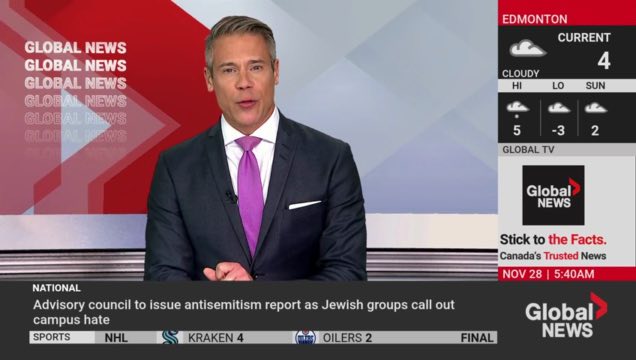 GLOBAL NEWS
GLOBAL NEWS
GLOBAL NEWS
GLOBAL NEWS
GLOBAL NEWS
GLOBAL NEWS
EDMONTON
CURRENT
4
CLOUDY
HI LO SUN
5 -3 2
GLOBAL TV
Global
NEWS
Stick to the Facts.
Canada's Trusted News
NOV 28 | 5:40AM
NATIONAL
Advisory council to issue antisemitism report as Jewish groups call out
campus hate
SPORTS NHL KRAKEN 4 OILERS 2 FINAL
Global
NEWS